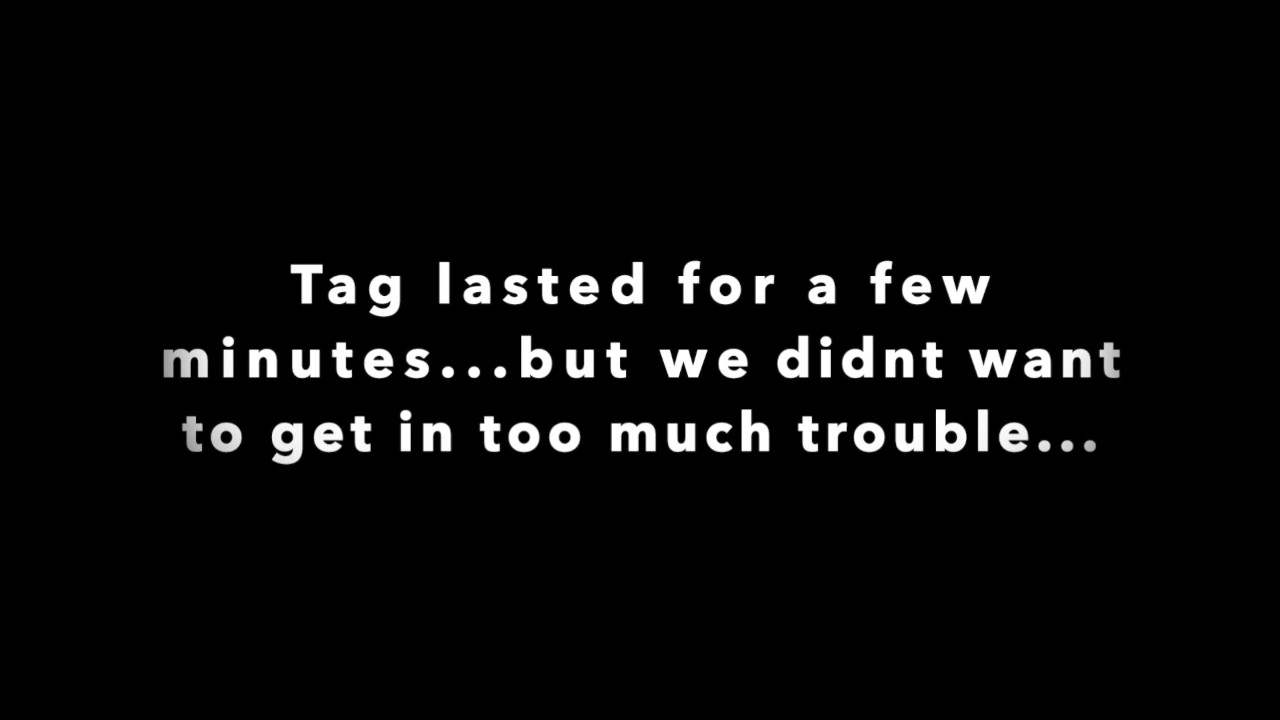 Tag lasted for a few
minutes...but we didnt want
to get in too much trouble...